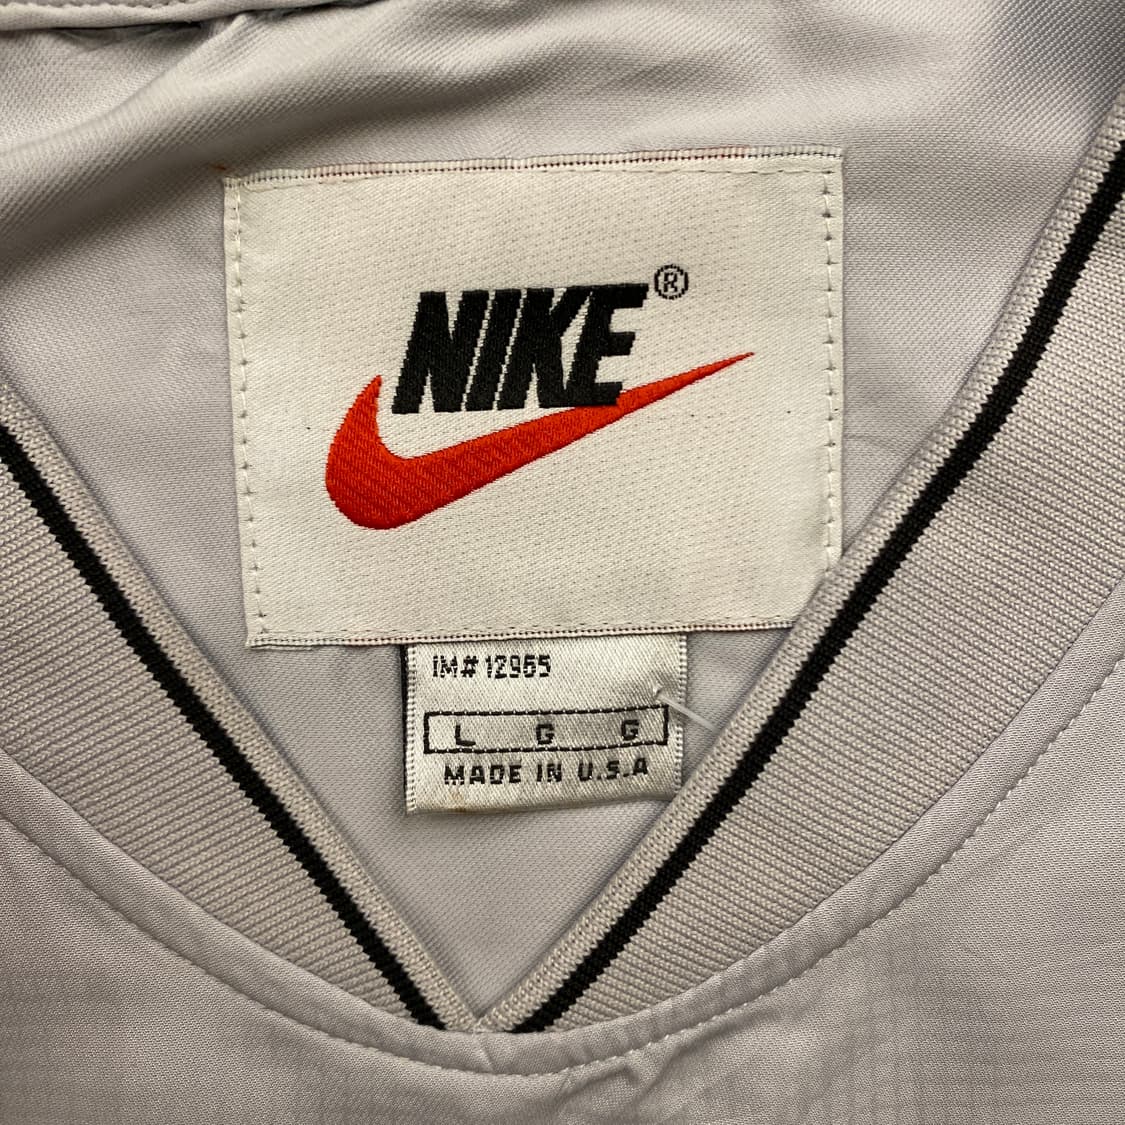 NIKE®
IM# 12965
L G G
MADE IN U.S.A